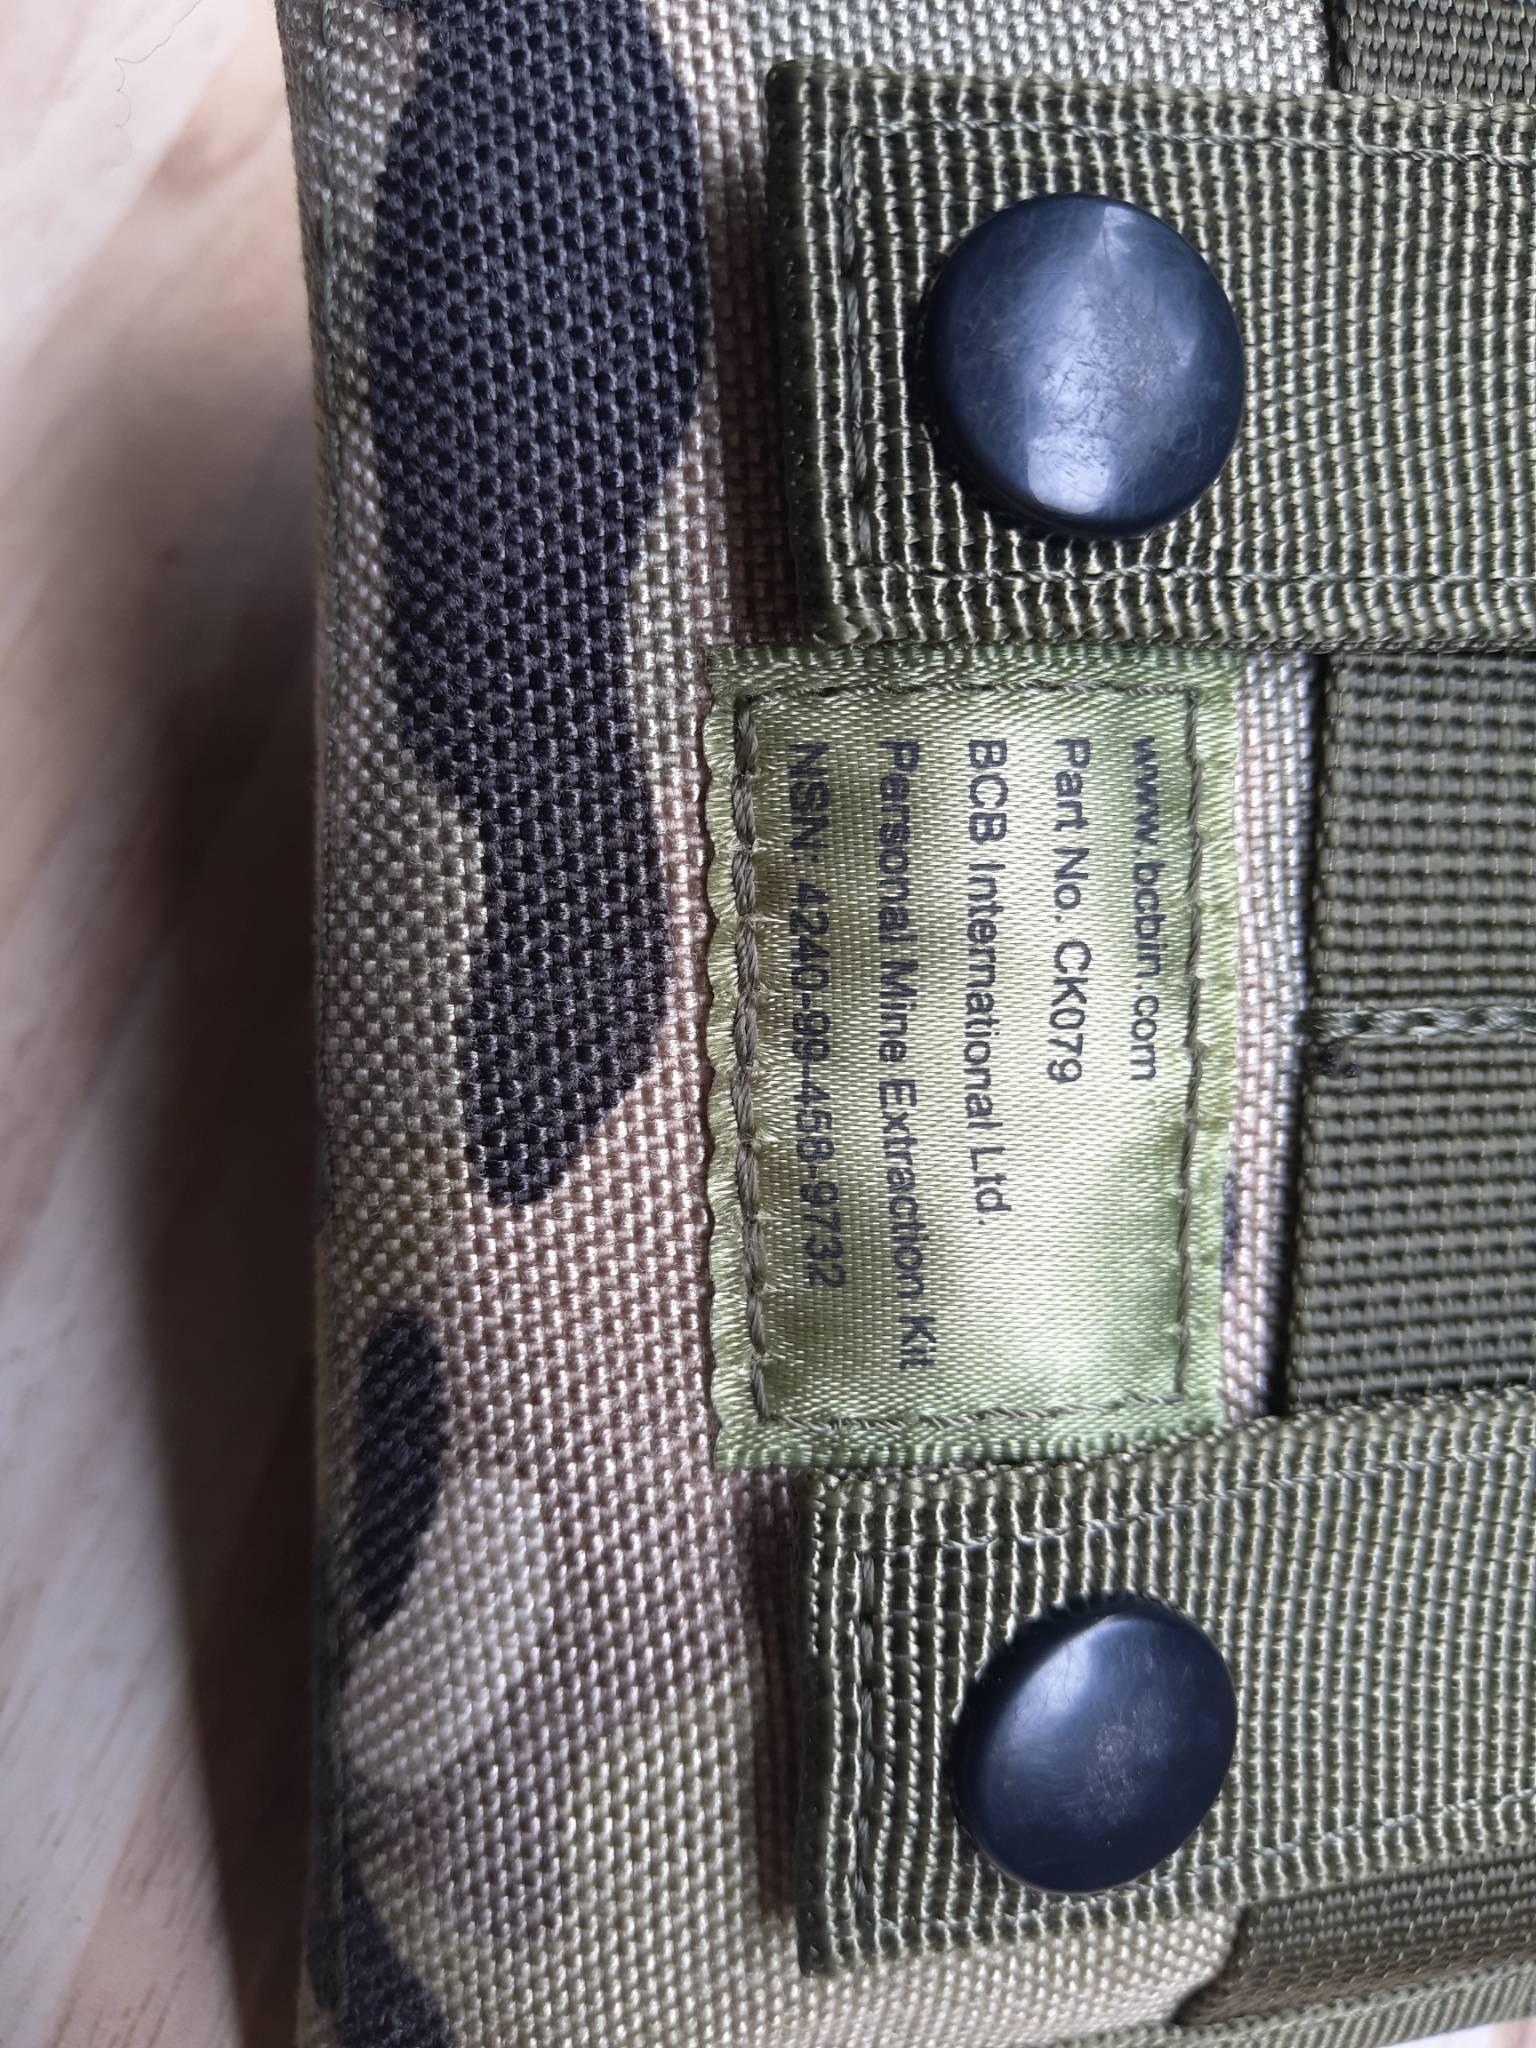 www.bcbin.com
Part No. CK079
BCB International Ltd.
Personal Mine Extraction Kit
NSN: 4240-99-458-9732